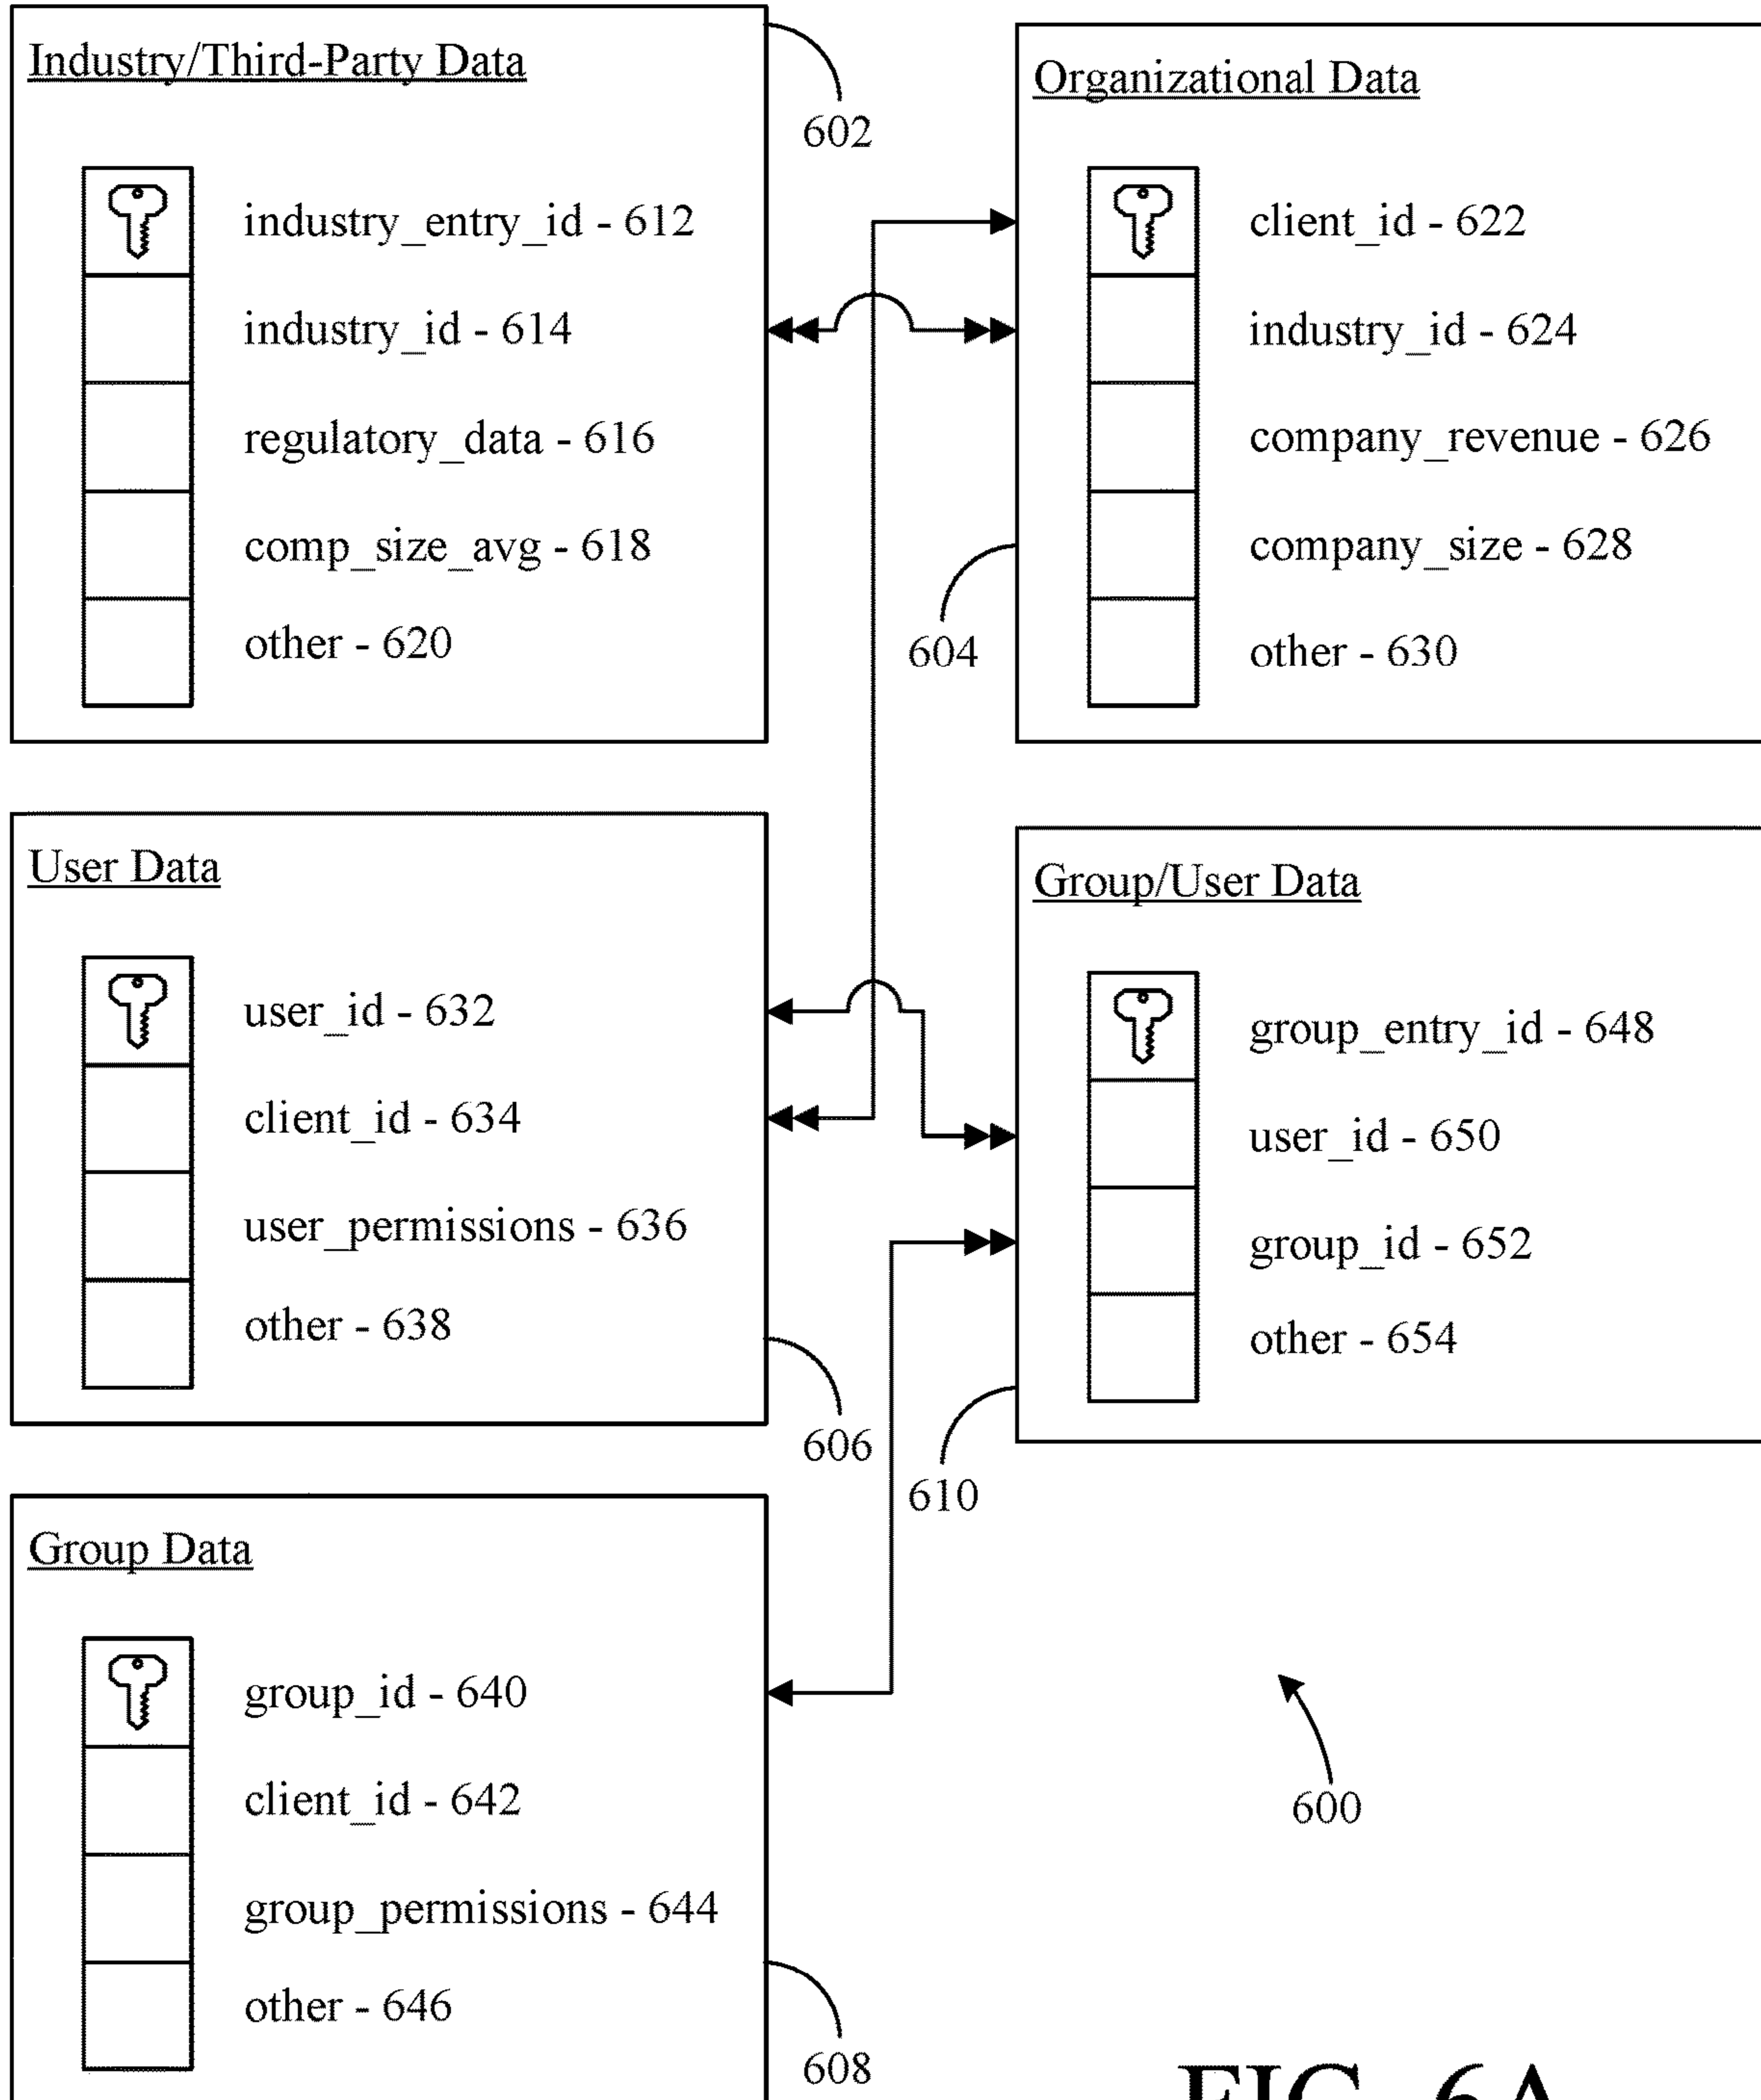 Industry/Third-Party Data
602
industry_entry_id - 612
industry_id - 614
regulatory_data - 616
comp_size_avg - 618
other - 620
Organizational Data
client_id - 622
industry_id - 624
company_revenue - 626
company_size - 628
other - 630
604
User Data
user_id - 632
client_id - 634
user_permissions - 636
other - 638
606
Group/User Data
group_entry_id - 648
user_id - 650
group_id - 652
other - 654
610
Group Data
group_id - 640
client_id - 642
group_permissions - 644
other - 646
608
600
FIG. 6A